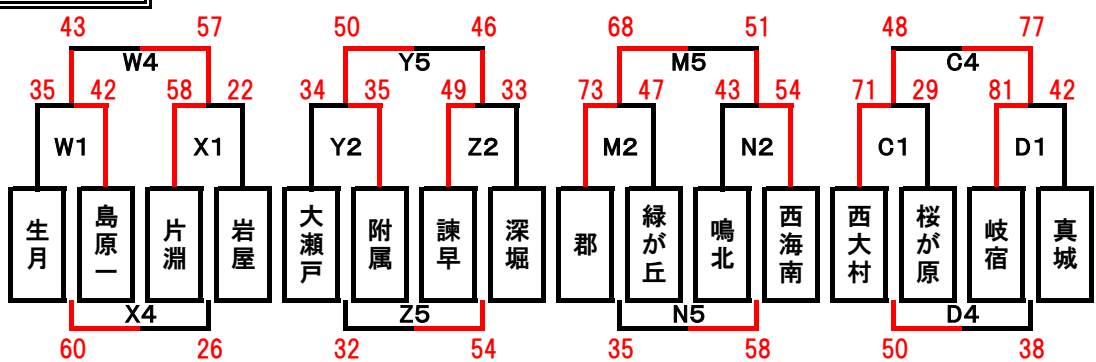 43 57 50 46 68 51 48 77
W4 Y5 M5 C4
35 42 58 22 34 35 49 33 73 47 43 54 71 29 81 42
W1 X1 Y2 Z2 M2 N2 C1 D1
生月 島原一 片淵 岩屋 大瀬戸 附属 諫早 深堀 郡 緑が丘 鳴北 西海南 西大村 桜が原 岐宿 真城
X4 Z5 N5 D4
60 26 32 54 35 58 50 38